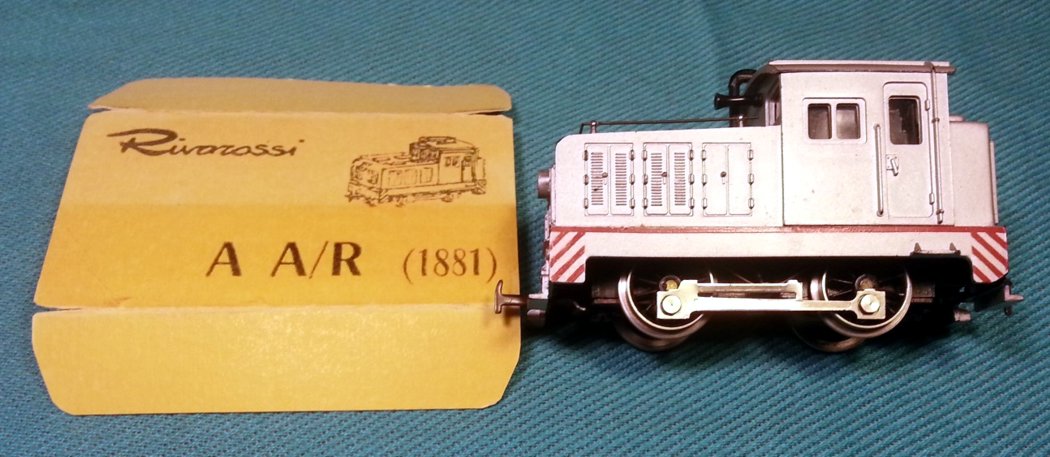 Rivarossi
A A/R (1881)